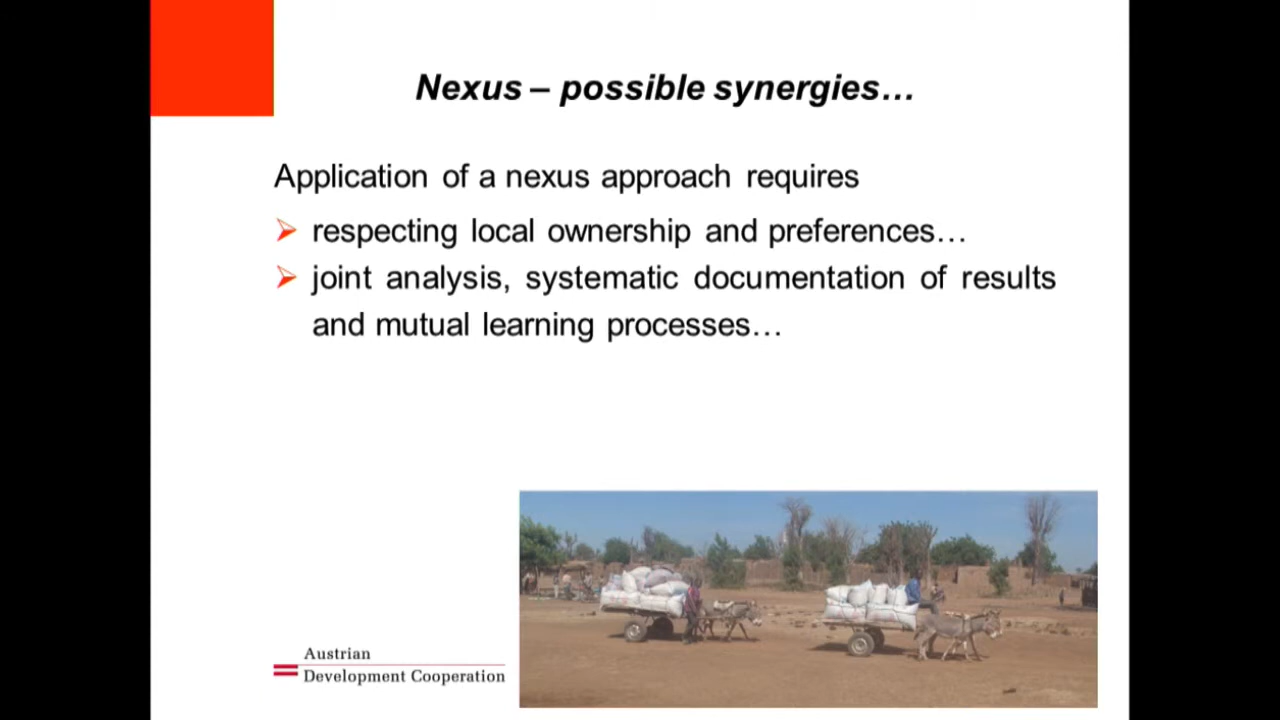 Nexus – possible synergies…
Application of a nexus approach requires
respecting local ownership and preferences…
joint analysis, systematic documentation of results
and mutual learning processes…
Austrian
Development Cooperation